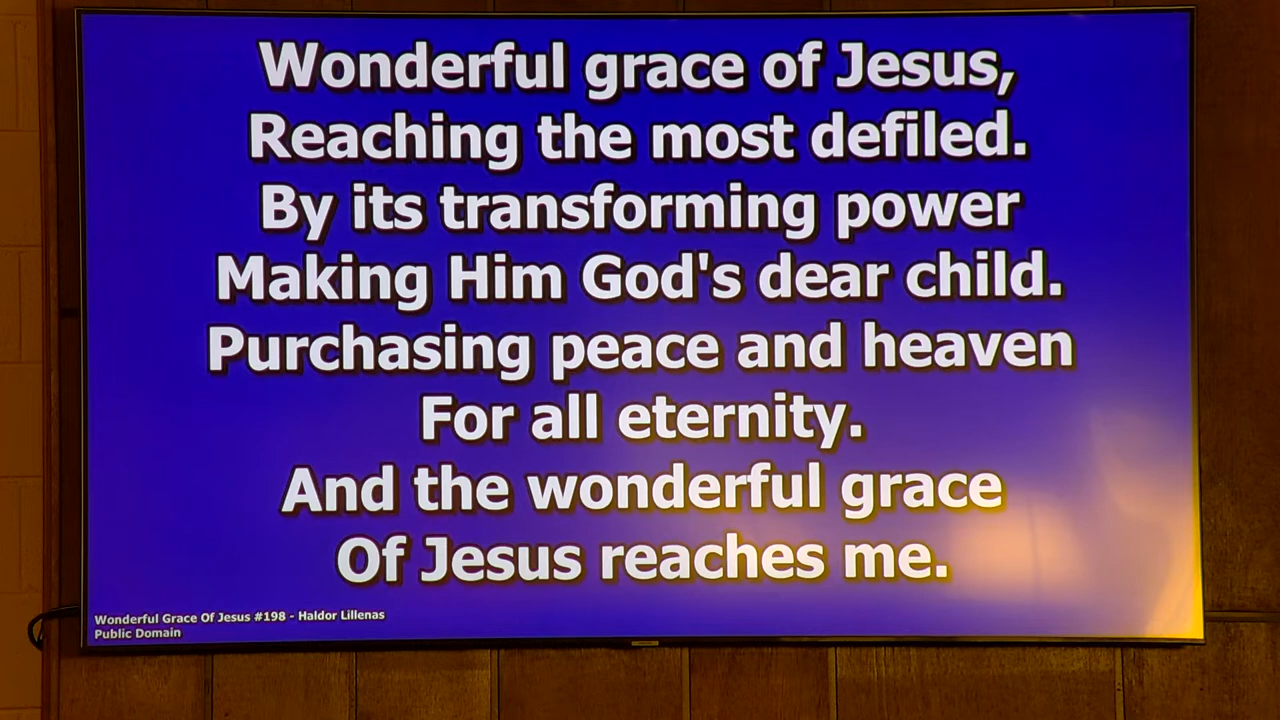 Wonderful grace of Jesus,
Reaching the most defiled.
By its transforming power
Making Him God's dear child.
Purchasing peace and heaven
For all eternity.
And the wonderful grace
Of Jesus reaches me.
Wonderful Grace Of Jesus #198 - Haldor Lillenas
Public Domain